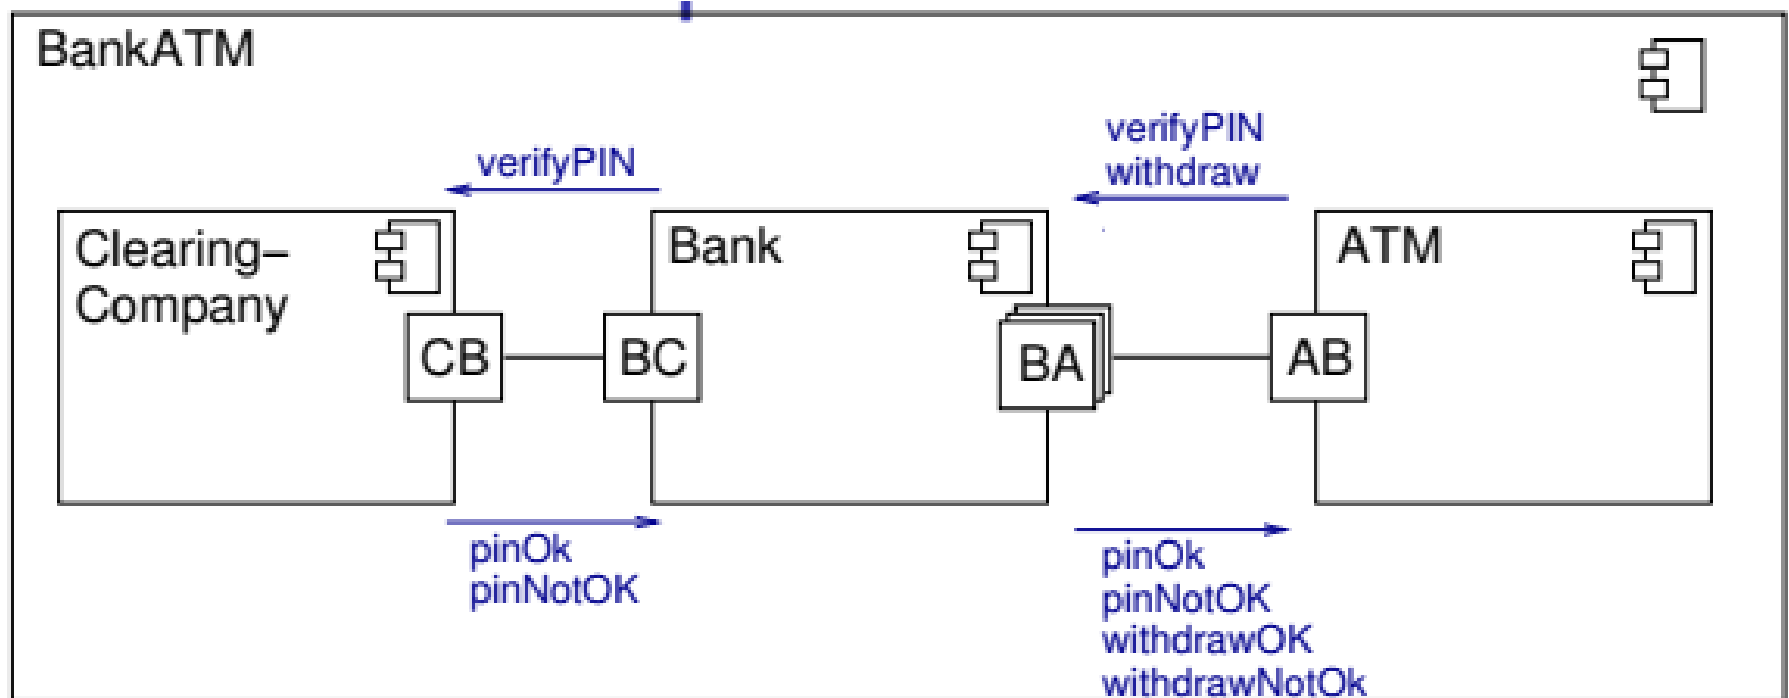 BankATM
verifyPIN
verifyPIN
withdraw
Clearing–
Company
Bank
ATM
CB
BC
BA
AB
pinOk
pinNotOK
pinOk
pinNotOK
withdrawOK
withdrawNotOk